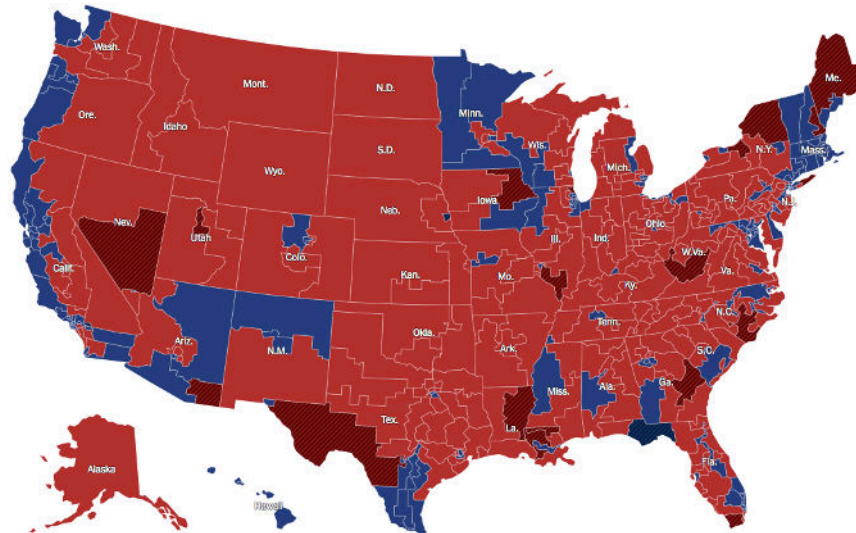 Wash.
Mont.
N.D.
Minn.
Me.
Ore.
Idaho
S.D.
Wis.
Mich.
N.Y.
Mass.
Wyo.
Iowa
Neb.
Pa.
N.J.
Nev.
Utah
Colo.
Ill.
Ind.
Ohio
W.Va.
Va.
Calif.
Kan.
Mo.
Ky.
Ariz.
N.M.
Okla.
Ark.
Tenn.
N.C.
S.C.
Tex.
La.
Miss.
Ala.
Ga.
Fla.
Alaska
Hawaii